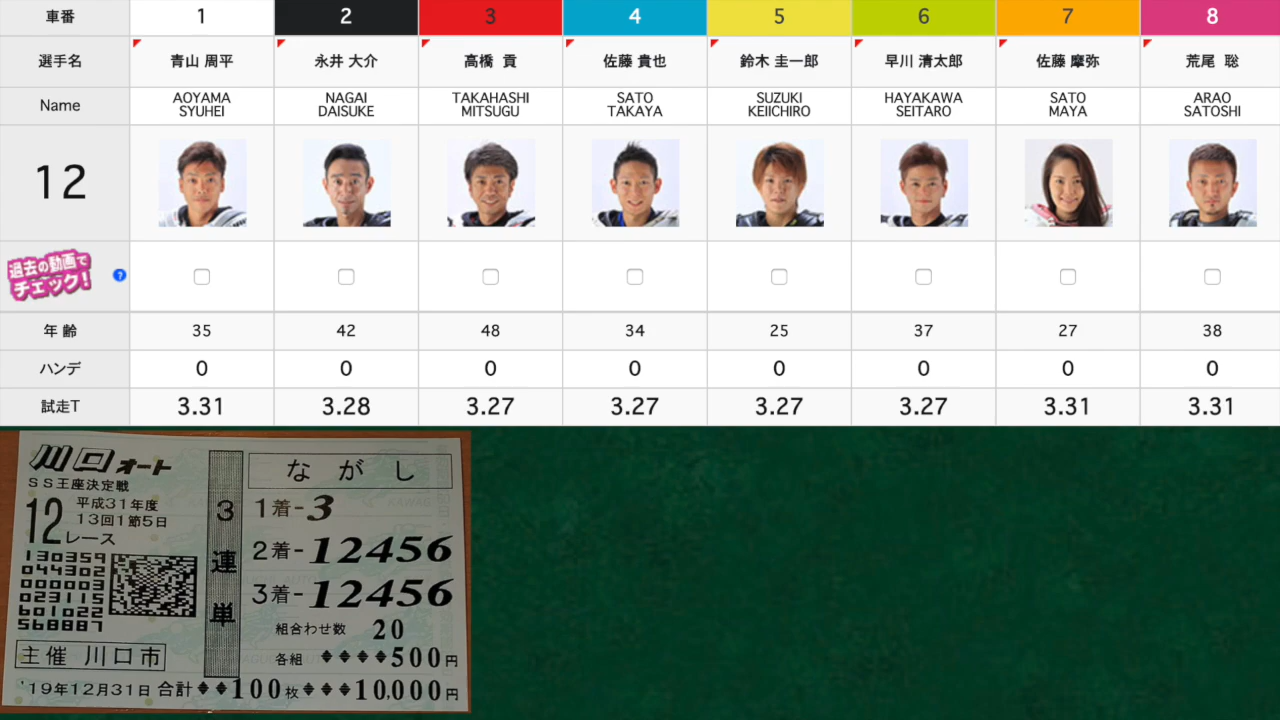 車番 1 2 3 4 5 6 7 8
選手名 青山 周平 永井 大介 高橋 貢 佐藤 貴也 鈴木 圭一郎 早川 清太郎 佐藤 摩弥 荒尾 聡
Name AOYAMA SYUHEI NAGAI DAISUKE TAKAHASHI MITSUGU SATO TAKAYA SUZUKI KEIICHIRO HAYAKAWA SEITARO SATO MAYA ARAO SATOSHI
12
過去の動画で
チェック!
?
年齢 35 42 48 34 25 37 27 38
ハンデ 0 0 0 0 0 0 0 0
試走T 3.31 3.28 3.27 3.27 3.27 3.27 3.31 3.31
川口オート
SS王座決定戦
平成31年度
13回1節5日
12レース
130359
044302
000003
023115
601022
568887
主催 川口市
3連単
ながし
1着-3
2着-12456
3着-12456
組合わせ数 20
各組 ♦♦♦♦500円
'19年12月31日 合計♦♦100枚♦♦♦10,000円